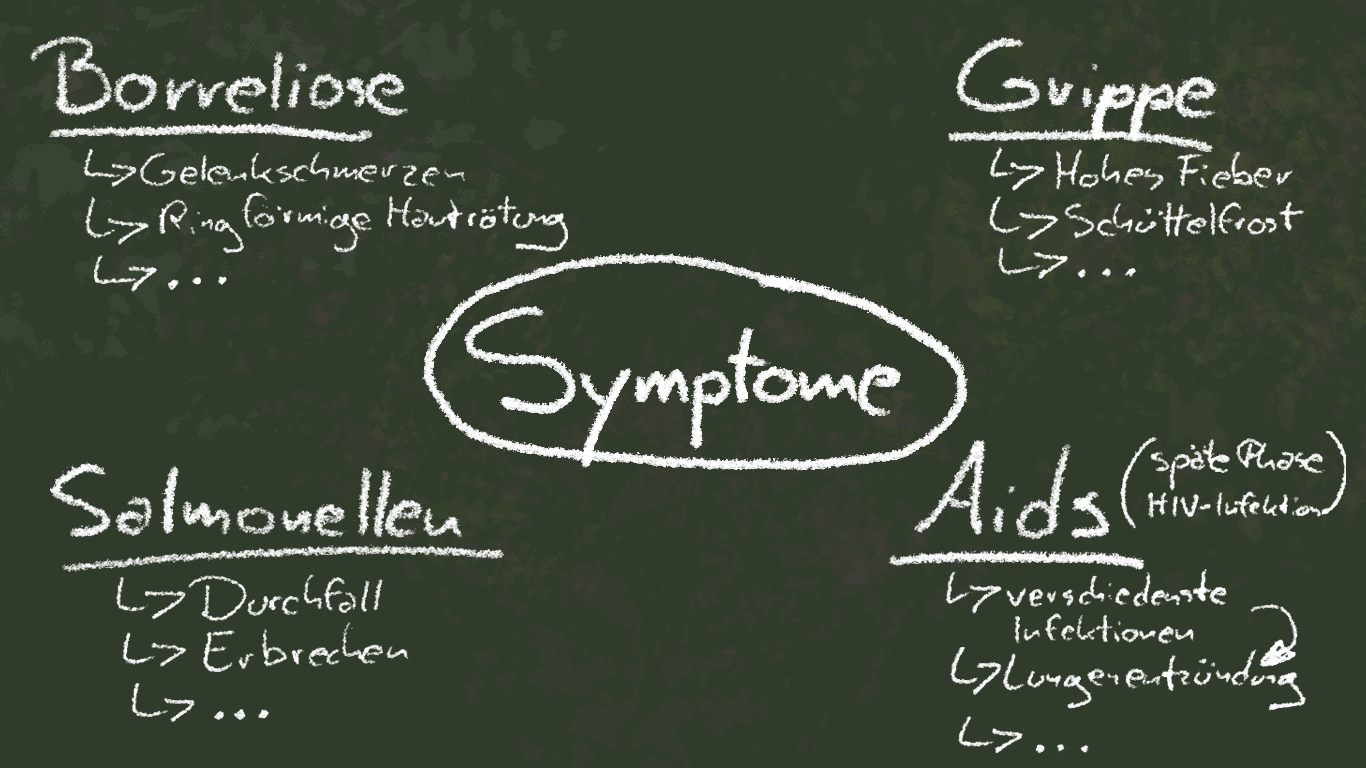 Borreliose
↳ Gelenkschmerzen
↳ Ringförmige Hautrötung
↳ ...
Grippe
↳ Hohes Fieber
↳ Schüttelfrost
↳ ...
Symptome
Salmonellen
↳ Durchfall
↳ Erbrechen
↳ ...
Aids (späte Phase
HIV-Infektion)
↳ verschiedenste
Infektionen
↳ Lungenentzündung
↳ ...